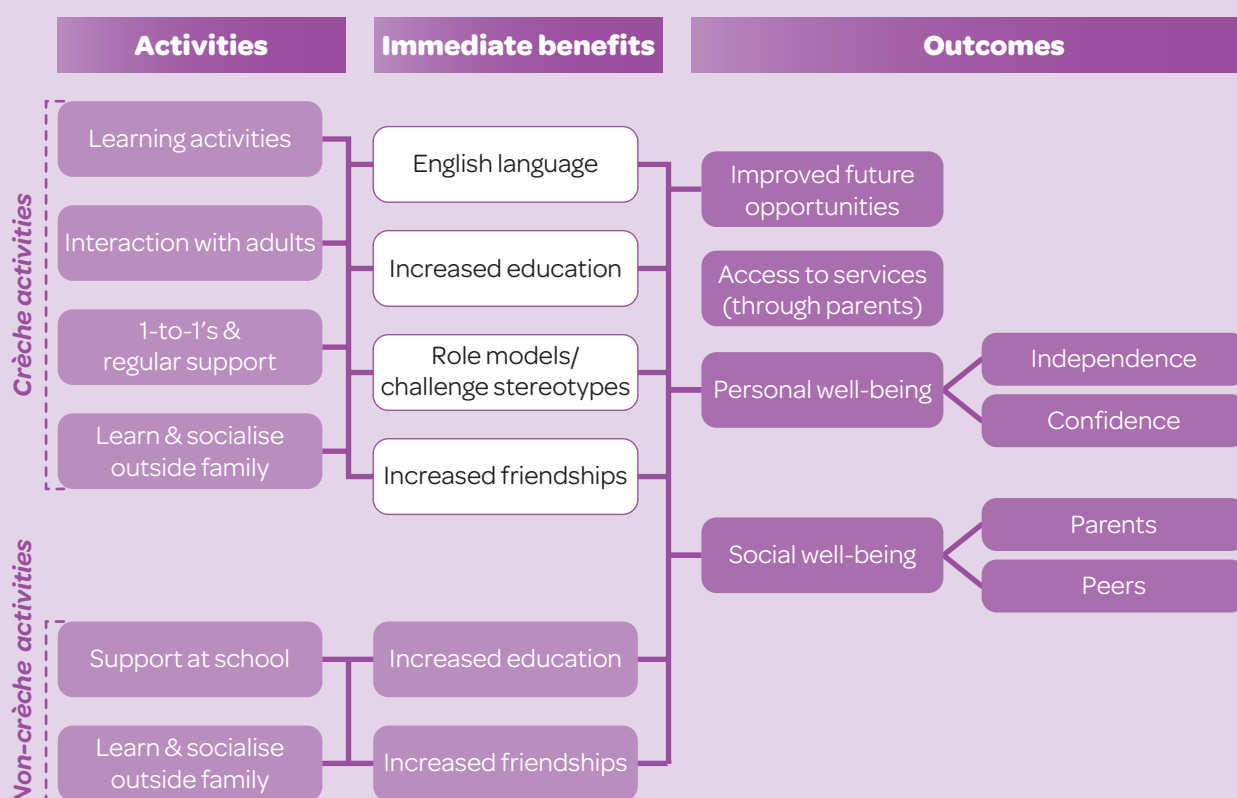 Activities
Immediate benefits
Outcomes
Crèche activities
Learning activities
Interaction with adults
1-to-1's &
regular support
Learn & socialise
outside family
English language
Increased education
Role models/
challenge stereotypes
Increased friendships
Improved future
opportunities
Access to services
(through parents)
Personal well-being
Independence
Confidence
Social well-being
Parents
Peers
Non-crèche activities
Support at school
Learn & socialise
outside family
Increased education
Increased friendships